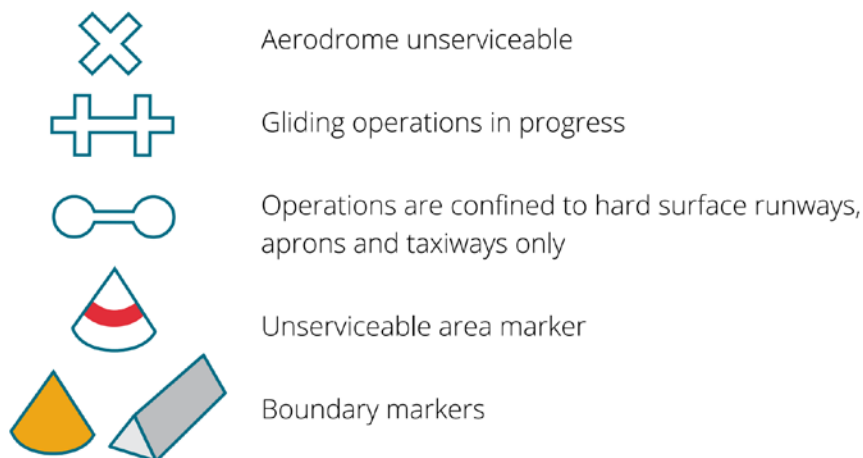 Aerodrome unserviceable
Gliding operations in progress
Operations are confined to hard surface runways,
aprons and taxiways only
Unserviceable area marker
Boundary markers